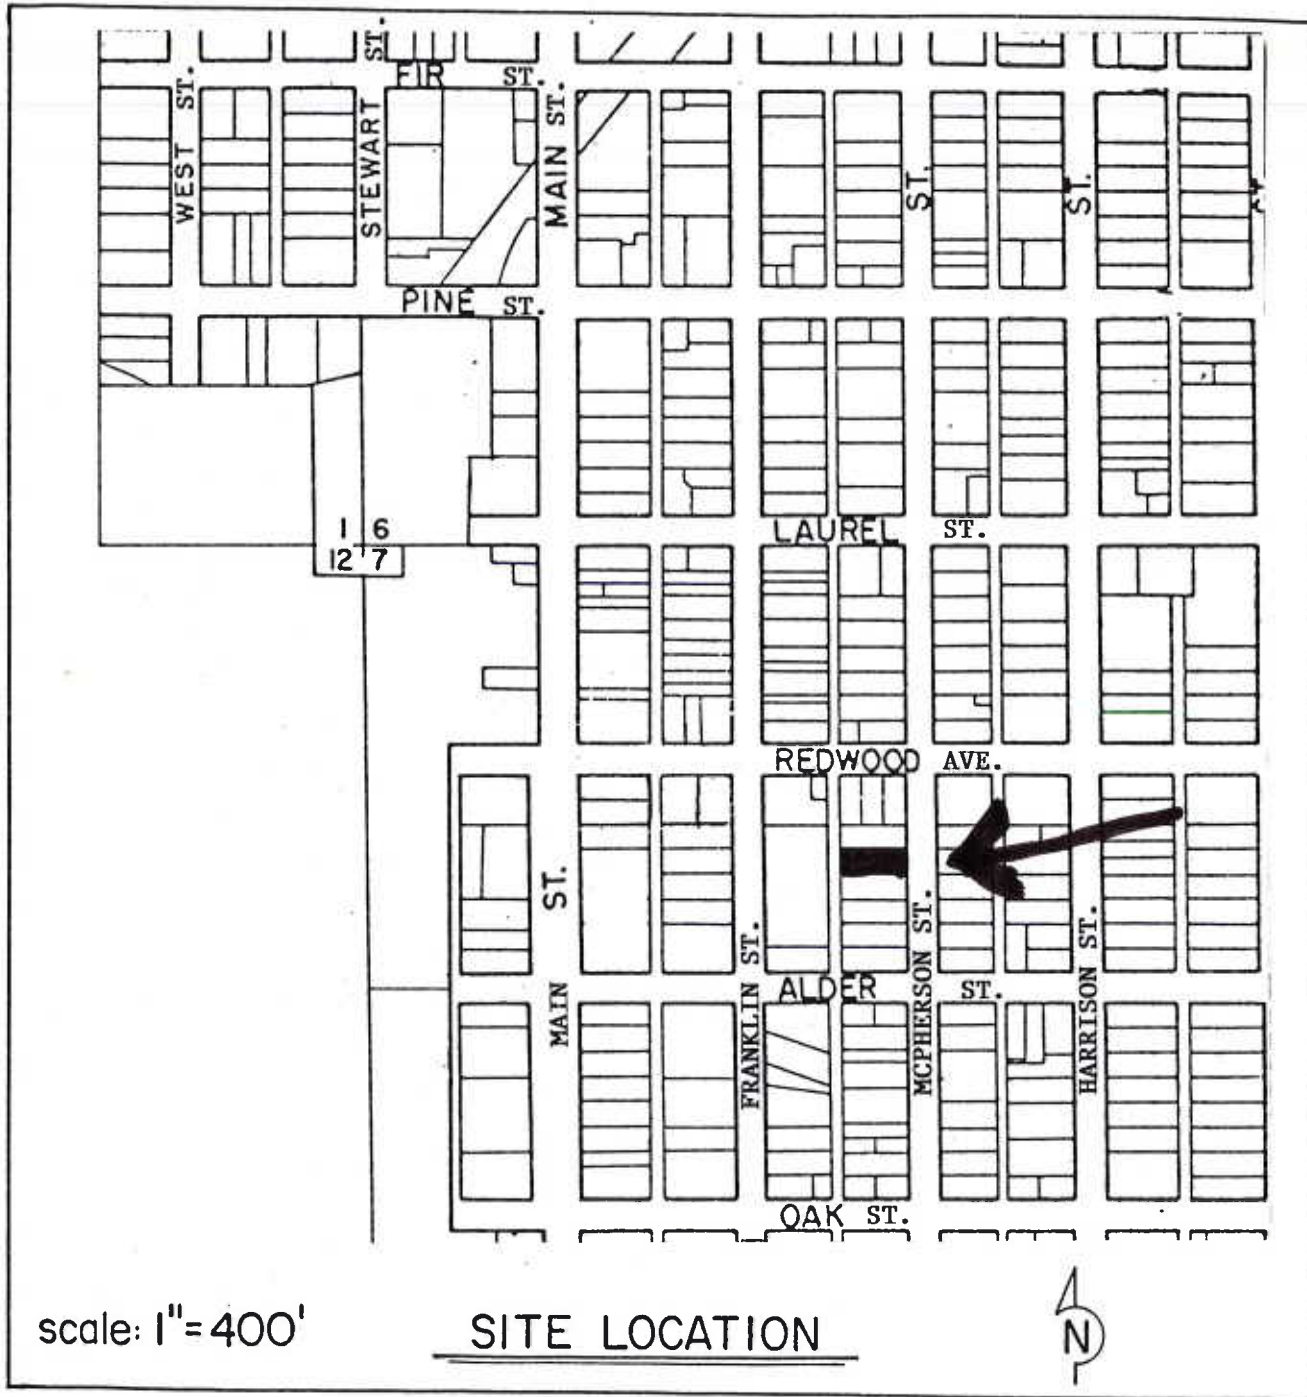 ST.
FIR ST.
WEST ST.
STEWART
MAIN ST.
ST.
ST.
PINE ST.
1 6
12 7
LAUREL ST.
REDWOOD AVE.
MAIN ST.
FRANKLIN ST.
MCPHERSON ST.
HARRISON ST.
ALDER ST.
OAK ST.
scale: 1"=400'
SITE LOCATION
N